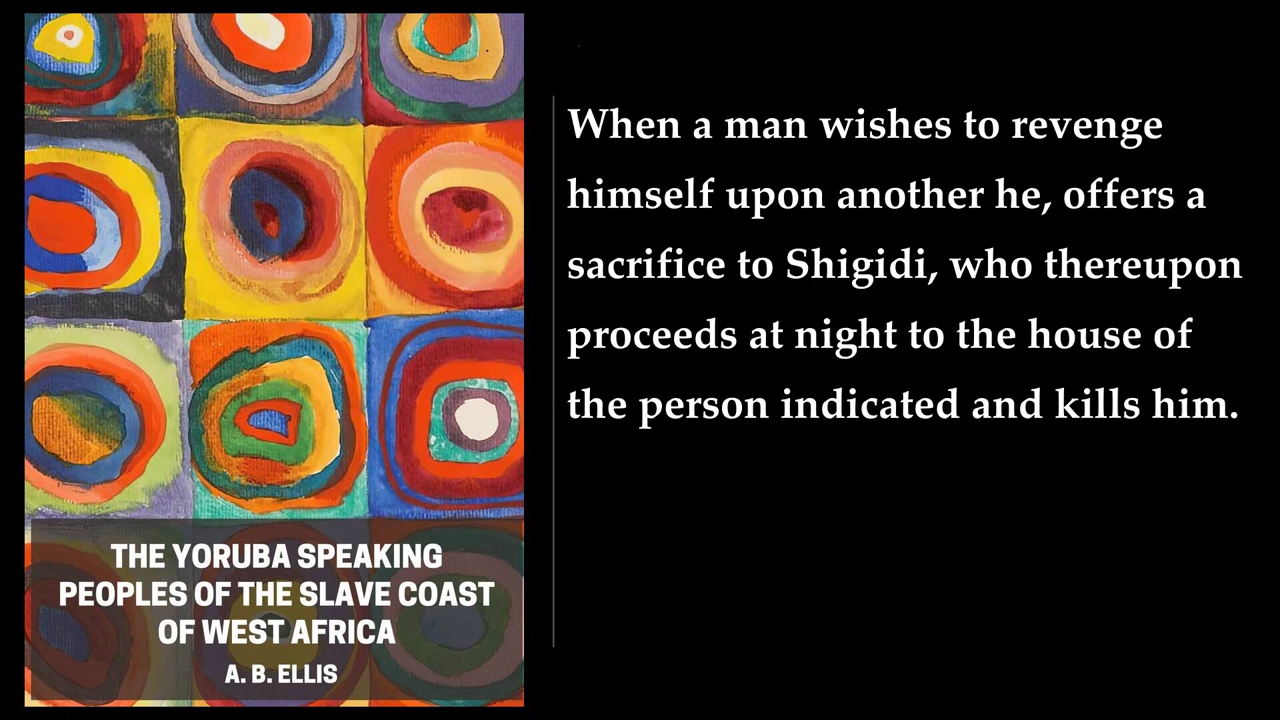 THE YORUBA SPEAKING
PEOPLES OF THE SLAVE COAST
OF WEST AFRICA
A. B. ELLIS
When a man wishes to revenge
himself upon another he, offers a
sacrifice to Shigidi, who thereupon
proceeds at night to the house of
the person indicated and kills him.